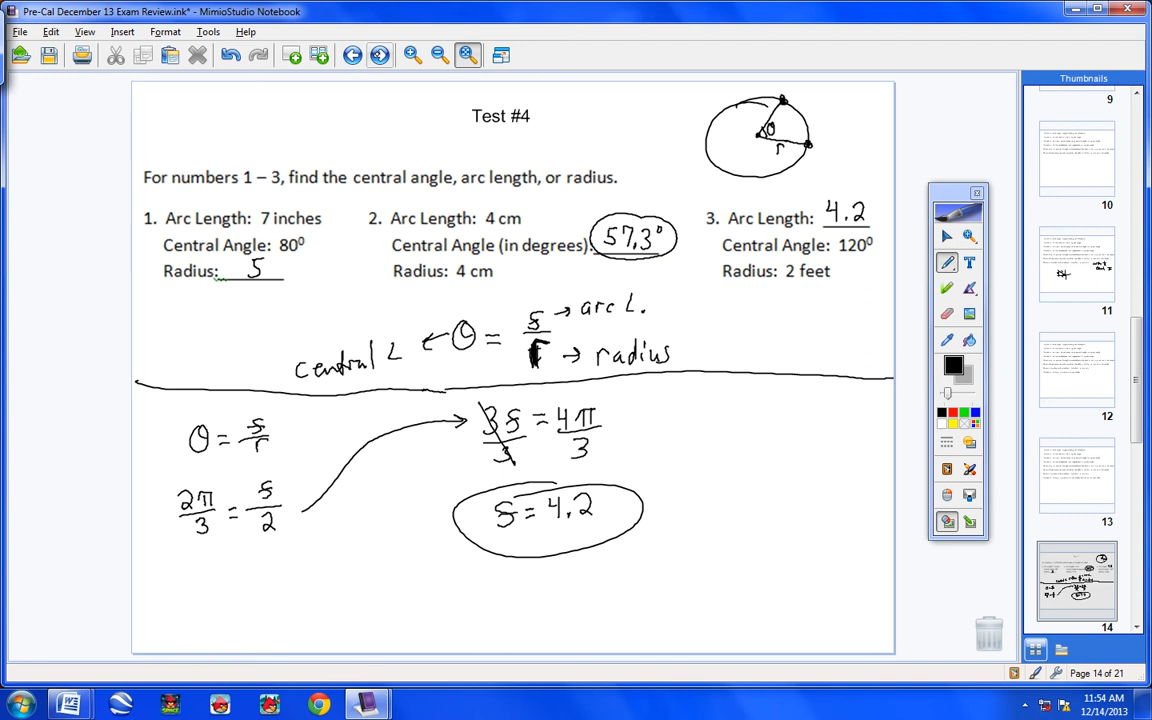 Pre-Cal December 13 Exam Review.ink* - MimioStudio Notebook
File Edit View Insert Format Tools Help
Test #4
θ
r
For numbers 1 – 3, find the central angle, arc length, or radius.
1. Arc Length: 7 inches
Central Angle: 80⁰
Radius: 5
2. Arc Length: 4 cm
Central Angle (in degrees): 57.3°
Radius: 4 cm
3. Arc Length: 4.2
Central Angle: 120⁰
Radius: 2 feet
central ∠ ← θ = s/r
→ arc L.
→ radius
θ = s/r
2π/3 = s/2
3s/3 = 4π/3
s = 4.2
T
Thumbnails
9
10
11
12
13
14
Page 14 of 21
11:54 AM
12/14/2013